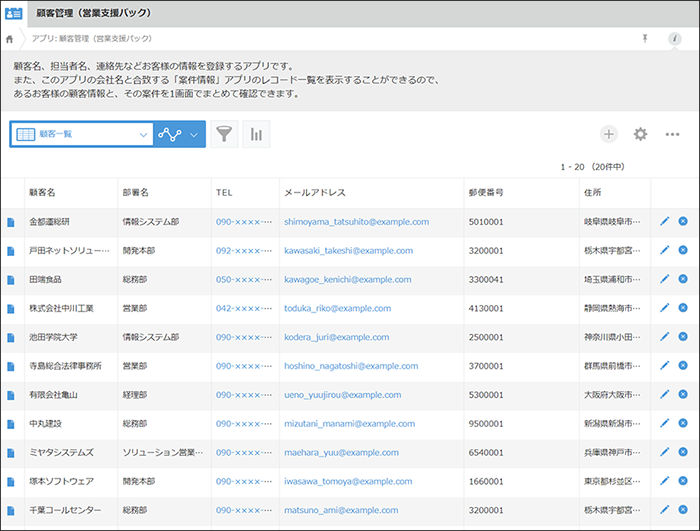 顧客管理（営業支援パック）
アプリ: 顧客管理（営業支援パック）
顧客名、担当者名、連絡先などお客様の情報を登録するアプリです。
また、このアプリの会社名と合致する「案件情報」アプリのレコード一覧を表示することができるので、
あるお客様の顧客情報と、その案件を1画面でまとめて確認できます。
顧客一覧
1 - 20 （20件中）
顧客名 部署名 TEL メールアドレス 郵便番号 住所
金都運総研 情報システム部 090-××××-… shimoyama_tatsuhito@example.com 5010001 岐阜県岐阜市…
戸田ネットソリュー… 開発本部 092-××××-… kawasaki_takeshi@example.com 3200001 栃木県宇都宮…
田端食品 総務部 050-××××-… kawagoe_kenichi@example.com 3300041 埼玉県浦和市…
株式会社中川工業 営業部 042-××××-… toduka_riko@example.com 4130001 静岡県熱海市…
池田学院大学 情報システム部 090-××××-… kodera_juri@example.com 2500001 神奈川県小田…
寺島総合法律事務所 営業部 090-××××-… hoshino_nagatoshi@example.com 3700001 群馬県前橋市…
有限会社亀山 経理部 090-××××-… ueno_yuujirou@example.com 5300001 大阪府大阪市…
中丸建設 総務部 090-××××-… mizutani_manami@example.com 9500001 新潟県新潟市…
ミヤタシステムズ ソリューション営業… 090-××××-… maehara_yuu@example.com 6540001 兵庫県神戸市…
塚本ソフトウェア 開発本部 090-××××-… iwasawa_tomoya@example.com 1660001 東京都杉並区…
千葉コールセンター 総務部 090-××××-… matsuno_ami@example.com 3200001 栃木県宇都宮…